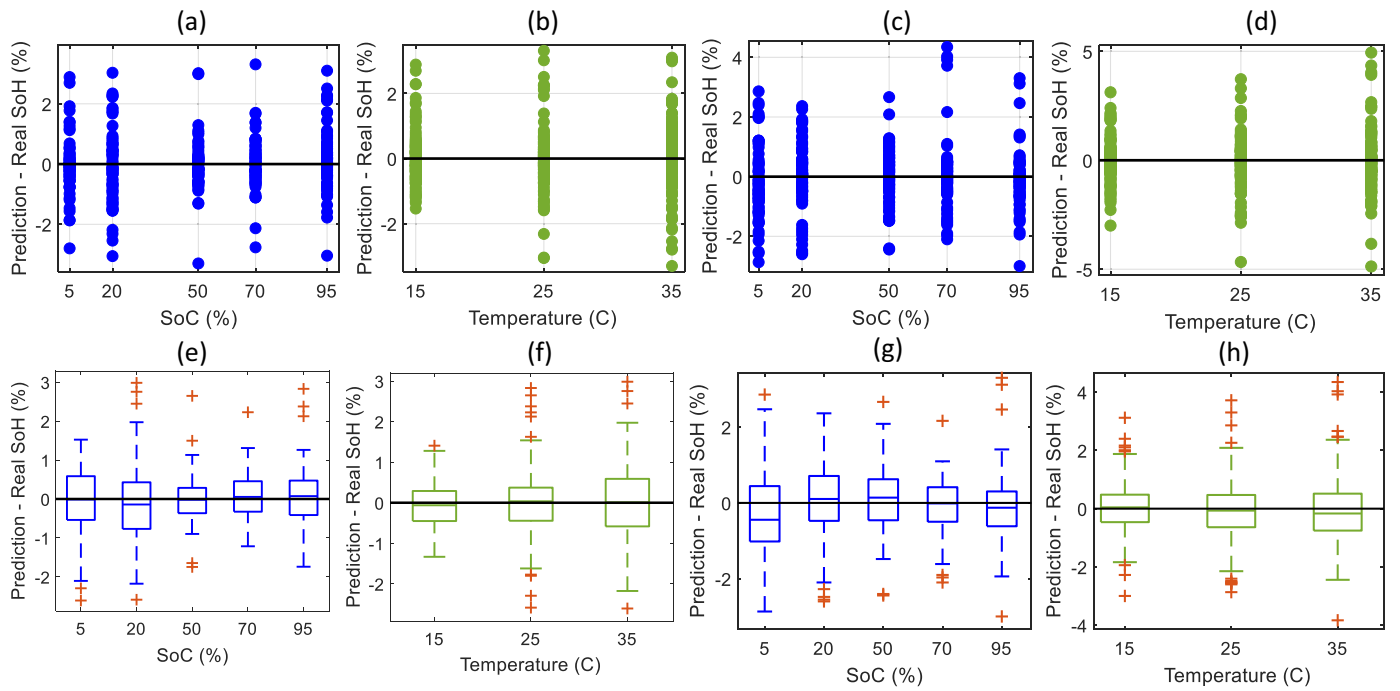 (a)
Prediction - Real SoH (%)
2
0
-2
5 20 50 70 95
SoC (%)
(b)
Prediction - Real SoH (%)
2
0
-2
15 25 35
Temperature (C)
(c)
Prediction - Real SoH (%)
4
2
0
-2
5 20 50 70 95
SoC (%)
(d)
Prediction - Real SoH (%)
5
0
-5
15 25 35
Temperature (C)
(e)
Prediction - Real SoH (%)
3
2
1
0
-1
-2
5 20 50 70 95
SoC (%)
(f)
Prediction - Real SoH (%)
3
2
1
0
-1
-2
15 25 35
Temperature (C)
(g)
Prediction - Real SoH (%)
2
0
-2
5 20 50 70 95
SoC (%)
(h)
Prediction - Real SoH (%)
4
2
0
-2
-4
15 25 35
Temperature (C)